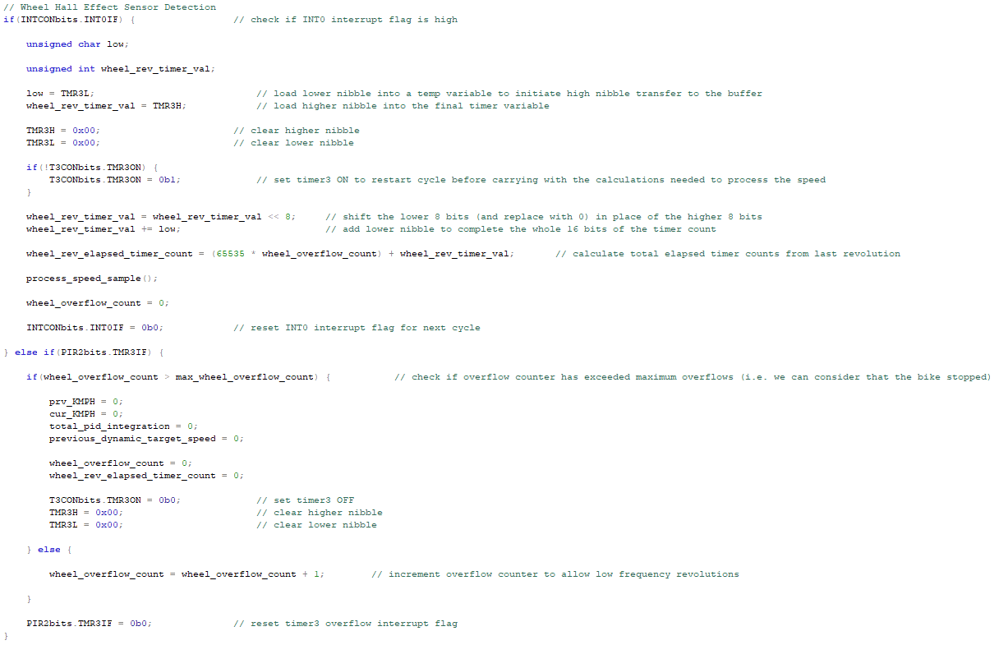 // Wheel Hall Effect Sensor Detection
if(INTCONbits.INT0IF) { // check if INT0 interrupt flag is high
unsigned char low;
unsigned int wheel_rev_timer_val;
low = TMR3L; // load lower nibble into a temp variable to initiate high nibble transfer to the buffer
wheel_rev_timer_val = TMR3H; // load higher nibble into the final timer variable
TMR3H = 0x00; // clear higher nibble
TMR3L = 0x00; // clear lower nibble
if(!T3CONbits.TMR3ON) {
T3CONbits.TMR3ON = 0b1; // set timer3 ON to restart cycle before carrying with the calculations needed to process the speed
}
wheel_rev_timer_val = wheel_rev_timer_val << 8; // shift the lower 8 bits (and replace with 0) in place of the higher 8 bits
wheel_rev_timer_val += low; // add lower nibble to complete the whole 16 bits of the timer count
wheel_rev_elapsed_timer_count = (65535 * wheel_overflow_count) + wheel_rev_timer_val; // calculate total elapsed timer counts from last revolution
process_speed_sample();
wheel_overflow_count = 0;
INTCONbits.INT0IF = 0b0; // reset INT0 interrupt flag for next cycle
} else if(PIR2bits.TMR3IF) {
if(wheel_overflow_count > max_wheel_overflow_count) { // check if overflow counter has exceeded maximum overflows (i.e. we can consider that the bike stopped)
prv_KMPH = 0;
cur_KMPH = 0;
total_pid_integration = 0;
previous_dynamic_target_speed = 0;
wheel_overflow_count = 0;
wheel_rev_elapsed_timer_count = 0;
T3CONbits.TMR3ON = 0b0; // set timer3 OFF
TMR3H = 0x00; // clear higher nibble
TMR3L = 0x00; // clear lower nibble
} else {
wheel_overflow_count = wheel_overflow_count + 1; // increment overflow counter to allow low frequency revolutions
}
PIR2bits.TMR3IF = 0b0; // reset timer3 overflow interrupt flag
}